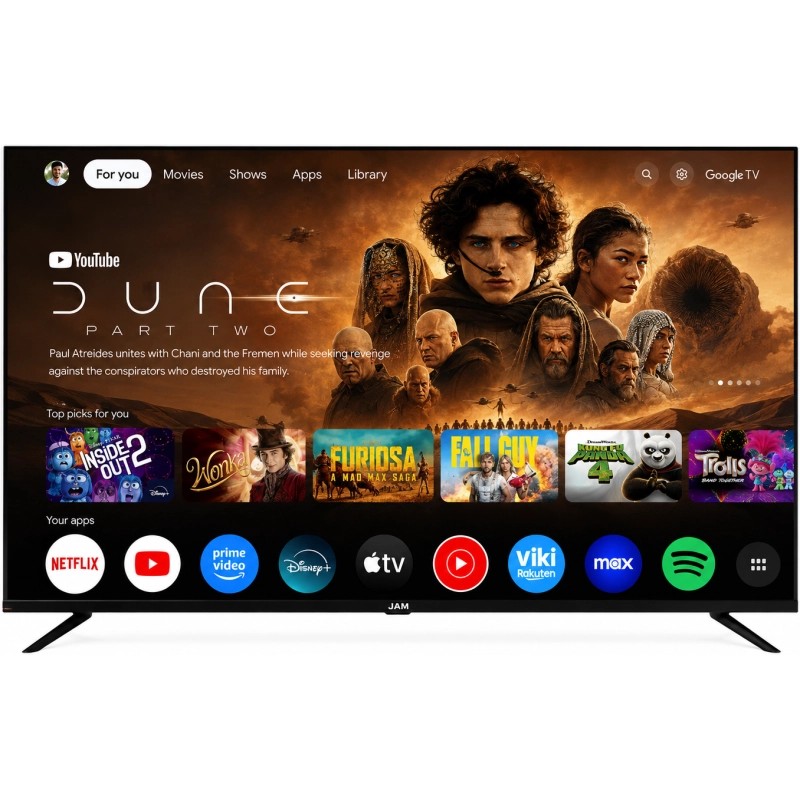 For you
Movies
Shows
Apps
Library
Google TV
YouTube
DUNE
PART TWO
Paul Atreides unites with Chani and the Fremen while seeking revenge
against the conspirators who destroyed his family.
Top picks for you
PIXAR
INSIDE
OUT 2
Disney+
Wonka
FURIOSA
A MAD MAX SAGA
FALL GUY
DreamWorks
KUNG FU
PANDA
4
Trolls
BAND TOGETHER
Your apps
NETFLIX
prime
video
Disney+
tv
viki
Rakuten
max
JAM